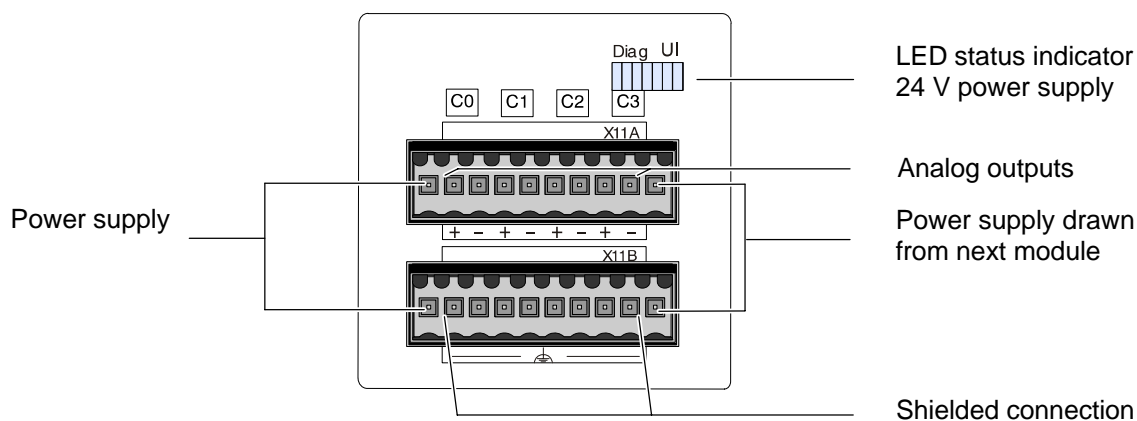 Diag UI
LED status indicator
24 V power supply
C0 C1 C2 C3
X11A
Analog outputs
Power supply
Power supply drawn
from next module
+ − + − + − + −
X11B
Shielded connection